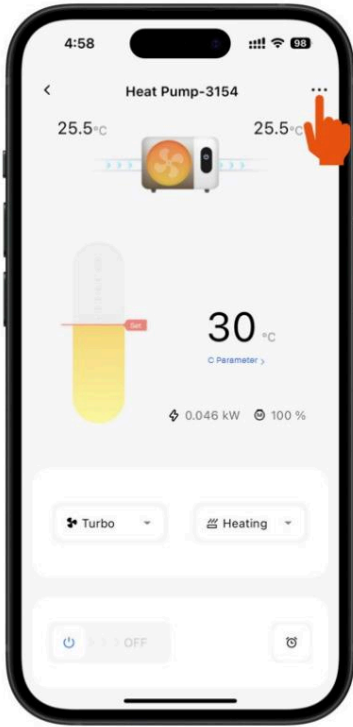 4:58
98
Heat Pump-3154
25.5°C
25.5°C
Set
30 °C
C Parameter >
0.046 kW
100 %
Turbo
Heating
OFF